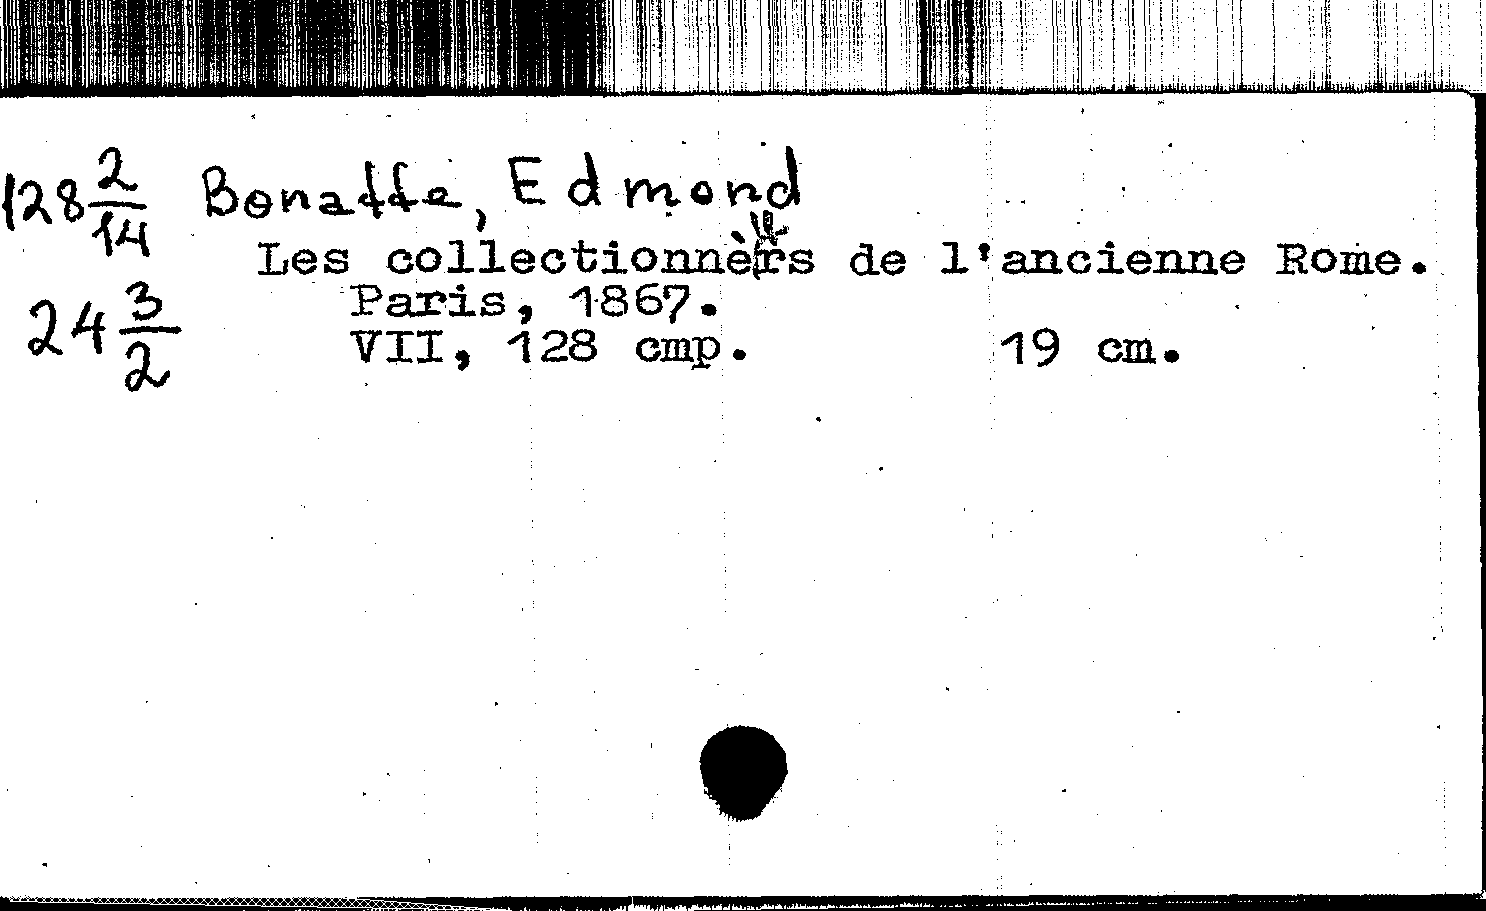 128 2/14 Bonaffe, Edmond
Les collectionnèurs de l'ancienne Rome.
24 3/2 Paris, 1867.
VII, 128 cmp. 19 cm.